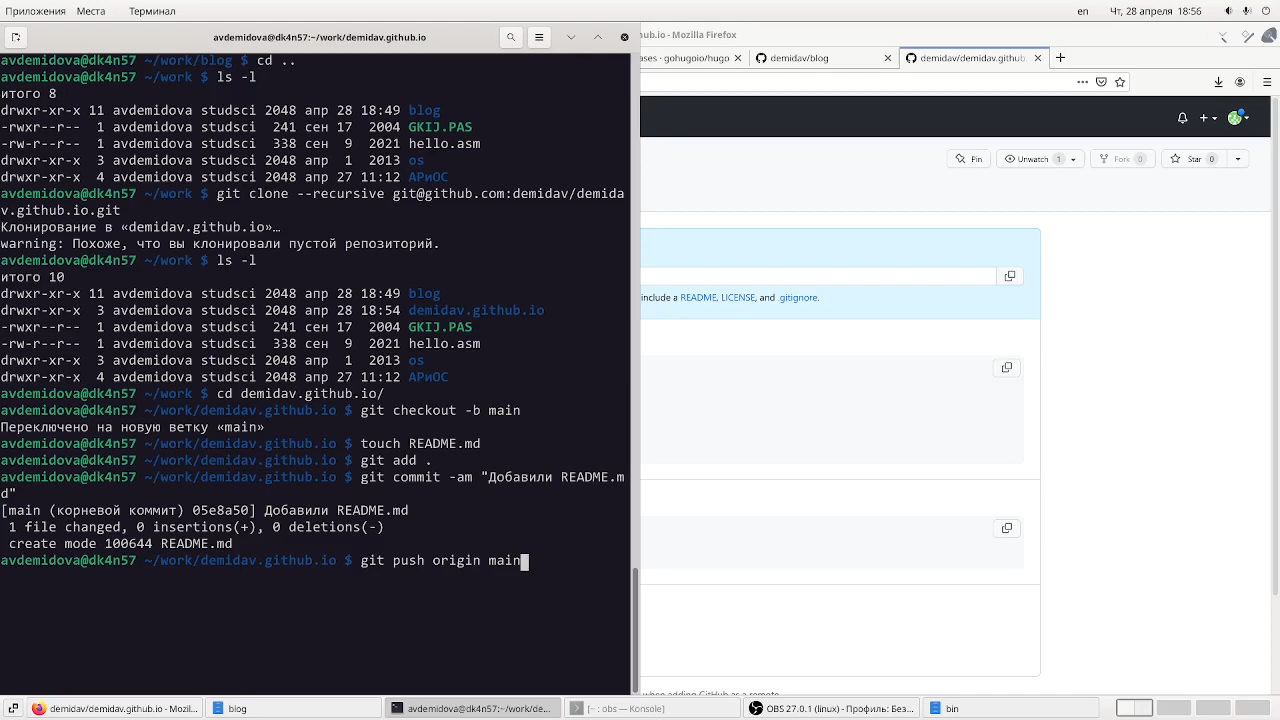 Приложения Места Терминал
en Чт, 28 апреля 18:56
avdemidova@dk4n57:~/work/demidav.github.io
avdemidova@dk4n57 ~/work/blog $ cd ..
avdemidova@dk4n57 ~/work $ ls -l
итого 8
drwxr-xr-x 11 avdemidova studsci 2048 апр 28 18:49 blog
-rwxr--r-- 1 avdemidova studsci 241 сен 17 2004 GKIJ.PAS
-rw-r--r-- 1 avdemidova studsci 338 сен 9 2021 hello.asm
drwxr-xr-x 3 avdemidova studsci 2048 апр 1 2013 os
drwxr-xr-x 4 avdemidova studsci 2048 апр 27 11:12 АРиОС
avdemidova@dk4n57 ~/work $ git clone --recursive git@github.com:demidav/demida
v.github.io.git
Клонирование в «demidav.github.io»…
warning: Похоже, что вы клонировали пустой репозиторий.
avdemidova@dk4n57 ~/work $ ls -l
итого 10
drwxr-xr-x 11 avdemidova studsci 2048 апр 28 18:49 blog
drwxr-xr-x 3 avdemidova studsci 2048 апр 28 18:54 demidav.github.io
-rwxr--r-- 1 avdemidova studsci 241 сен 17 2004 GKIJ.PAS
-rw-r--r-- 1 avdemidova studsci 338 сен 9 2021 hello.asm
drwxr-xr-x 3 avdemidova studsci 2048 апр 1 2013 os
drwxr-xr-x 4 avdemidova studsci 2048 апр 27 11:12 АРиОС
avdemidova@dk4n57 ~/work $ cd demidav.github.io/
avdemidova@dk4n57 ~/work/demidav.github.io $ git checkout -b main
Переключено на новую ветку «main»
avdemidova@dk4n57 ~/work/demidav.github.io $ touch README.md
avdemidova@dk4n57 ~/work/demidav.github.io $ git add .
avdemidova@dk4n57 ~/work/demidav.github.io $ git commit -am "Добавили README.m
d"
[main (корневой коммит) 05e8a50] Добавили README.md
1 file changed, 0 insertions(+), 0 deletions(-)
create mode 100644 README.md
avdemidova@dk4n57 ~/work/demidav.github.io $ git push origin main
hub.io - Mozilla Firefox
ases · gohugoio/hugo
demidav/blog
demidav/demidav.github
Pin
Unwatch 1
Fork 0
Star 0
include a README, LICENSE, and .gitignore.
when adding GitHub as a remote
demidav/demidav.github.io - Mozil...
blog
avdemidova@dk4n57:~/work/de...
[~ : obs — Konsole]
OBS 27.0.1 (linux) - Профиль: Без...
bin